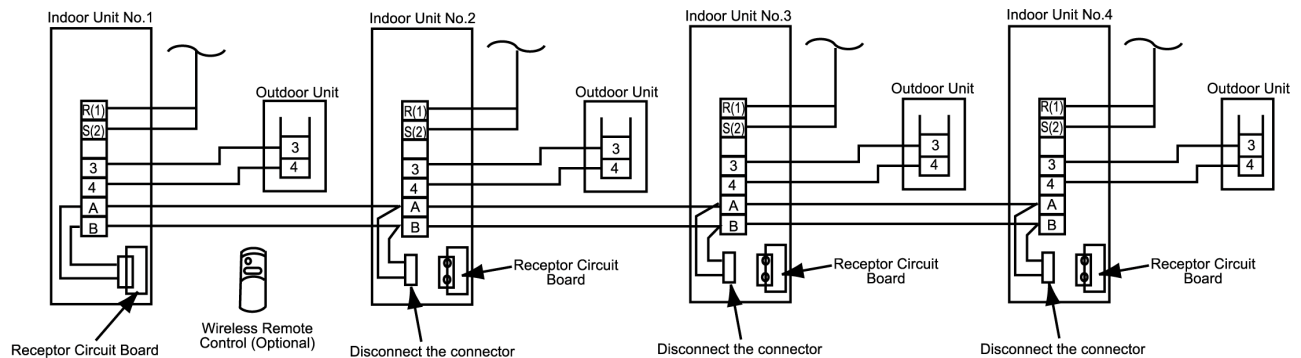 Indoor Unit No.1
Outdoor Unit
R(1)
S(2)
3
4
3
4
A
B
Receptor Circuit Board
Wireless Remote
Control (Optional)
Indoor Unit No.2
Outdoor Unit
R(1)
S(2)
3
4
3
4
A
B
Receptor Circuit
Board
Disconnect the connector
Indoor Unit No.3
Outdoor Unit
R(1)
S(2)
3
4
3
4
A
B
Receptor Circuit
Board
Disconnect the connector
Indoor Unit No.4
Outdoor Unit
R(1)
S(2)
3
4
3
4
A
B
Receptor Circuit
Board
Disconnect the connector